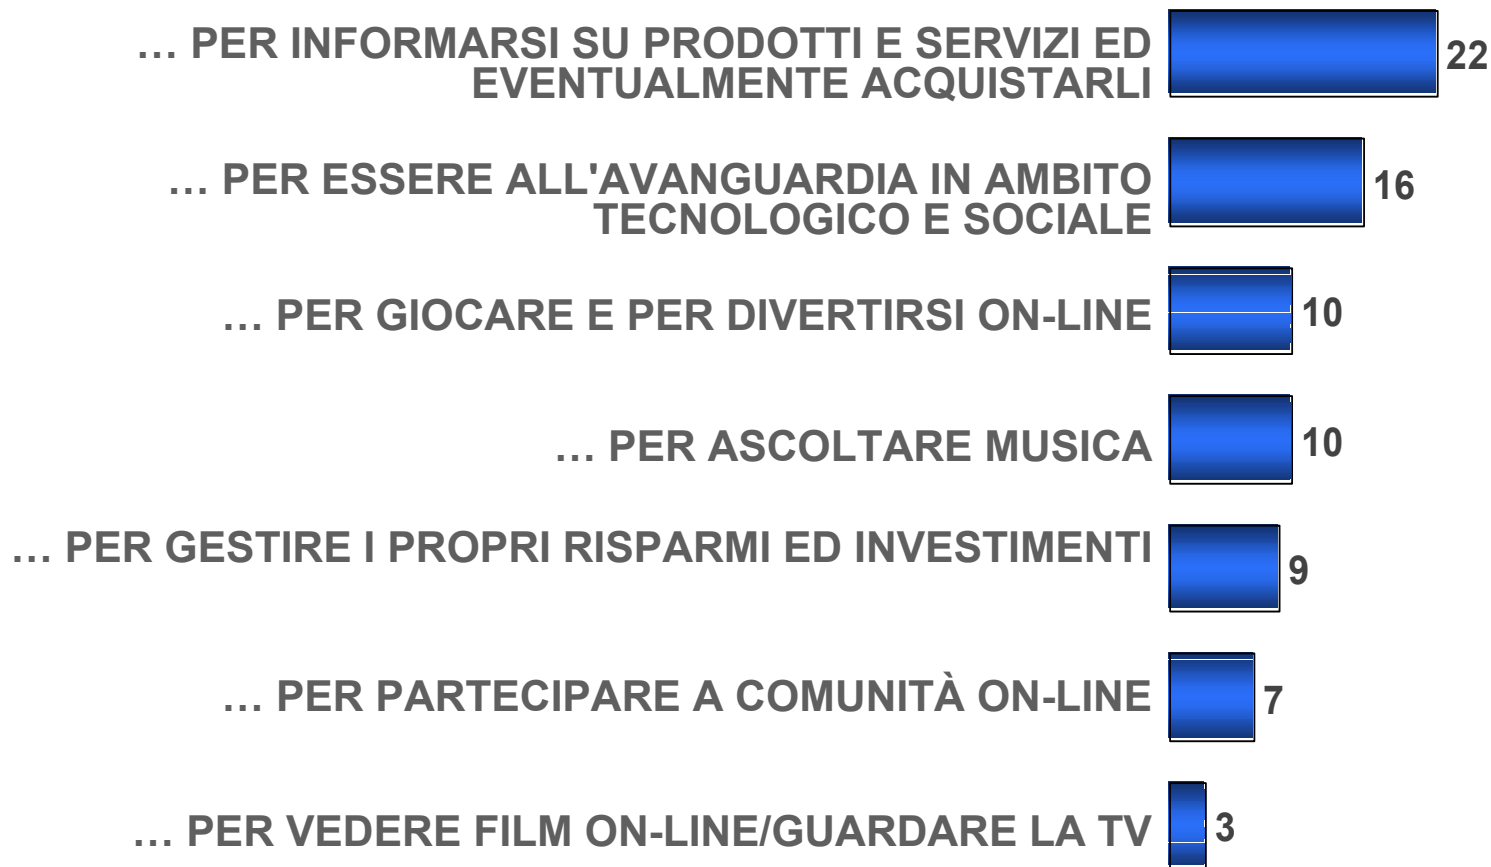 … PER INFORMARSI SU PRODOTTI E SERVIZI ED
EVENTUALMENTE ACQUISTARLI
22
… PER ESSERE ALL'AVANGUARDIA IN AMBITO
TECNOLOGICO E SOCIALE
16
… PER GIOCARE E PER DIVERTIRSI ON-LINE
10
… PER ASCOLTARE MUSICA
10
… PER GESTIRE I PROPRI RISPARMI ED INVESTIMENTI
9
… PER PARTECIPARE A COMUNITÀ ON-LINE
7
… PER VEDERE FILM ON-LINE/GUARDARE LA TV
3